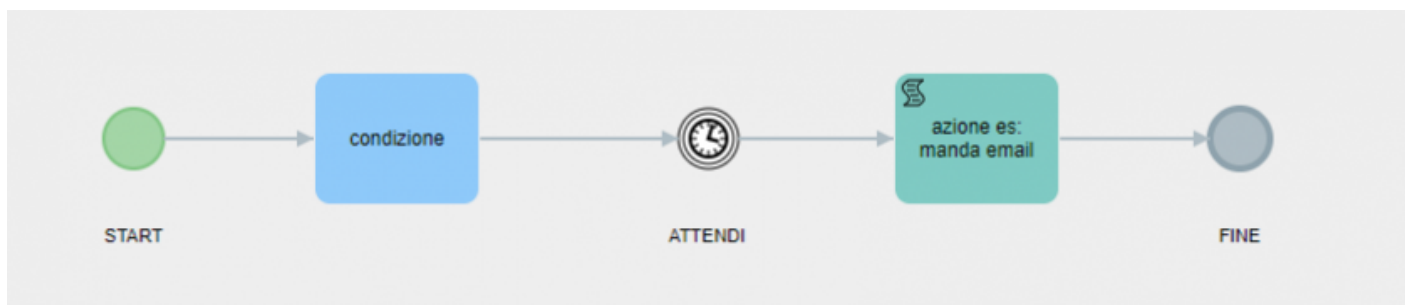 condizione
azione es:
manda email
START
ATTENDI
FINE